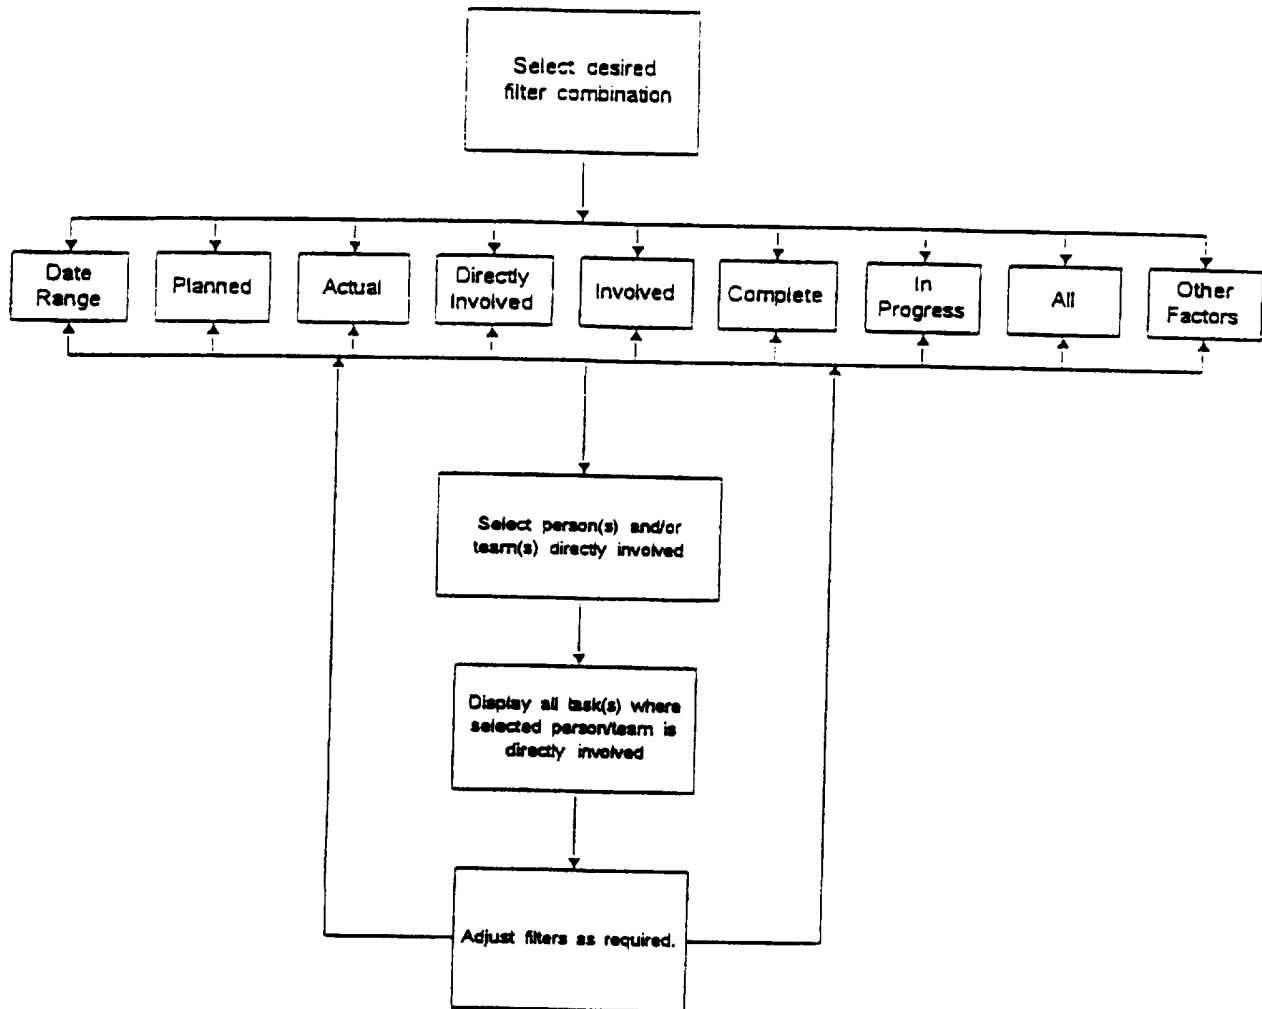 Select desired
filter combination
Date
Range
Planned
Actual
Directly
Involved
Involved
Complete
In
Progress
All
Other
Factors
Select person(s) and/or
team(s) directly involved
Display all task(s) where
selected person/team is
directly involved
Adjust filters as required.